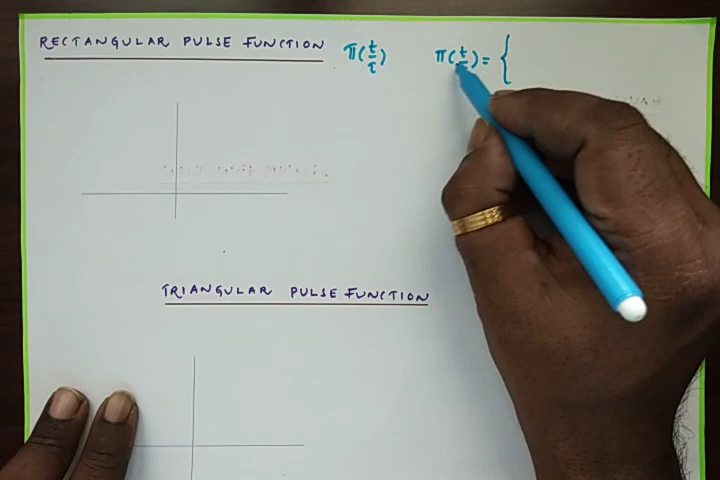 RECTANGULAR PULSE FUNCTION π(t/τ) π(t/τ) = {
TRIANGULAR PULSE FUNCTION